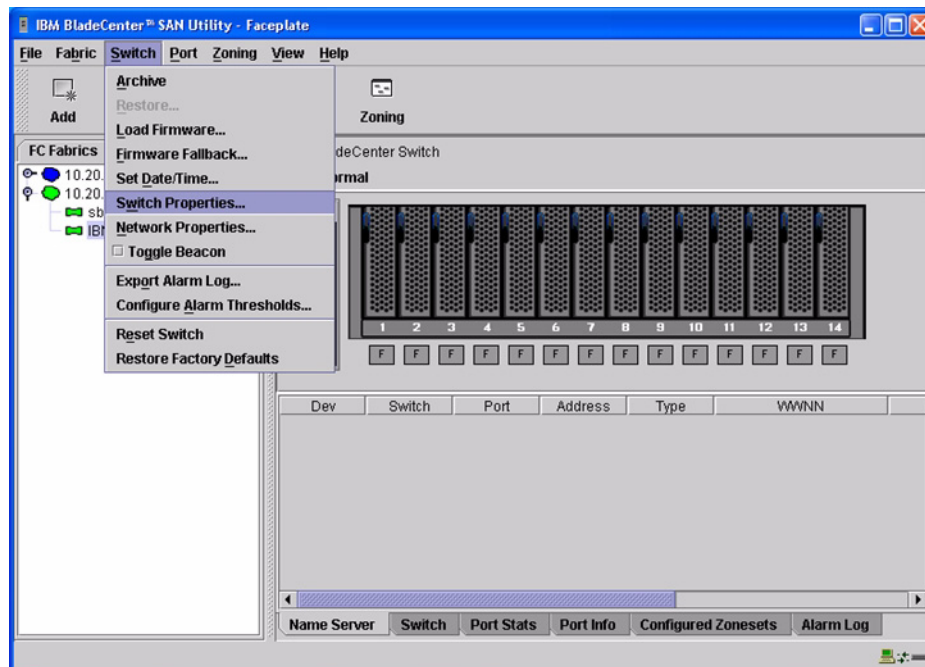 IBM BladeCenter™ SAN Utility - Faceplate
File Fabric Switch Port Zoning View Help
Add
Zoning
Archive
Restore...
Load Firmware...
Firmware Fallback...
Set Date/Time...
Switch Properties...
Network Properties...
Toggle Beacon
Export Alarm Log...
Configure Alarm Thresholds...
Reset Switch
Restore Factory Defaults
FC Fabrics
10.20.
10.20.
sb
IB
deCenter Switch
rmal
1 2 3 4 5 6 7 8 9 10 11 12 13 14
F F F F F F F F F F F F F F
Dev Switch Port Address Type WWNN
Name Server Switch Port Stats Port Info Configured Zonesets Alarm Log